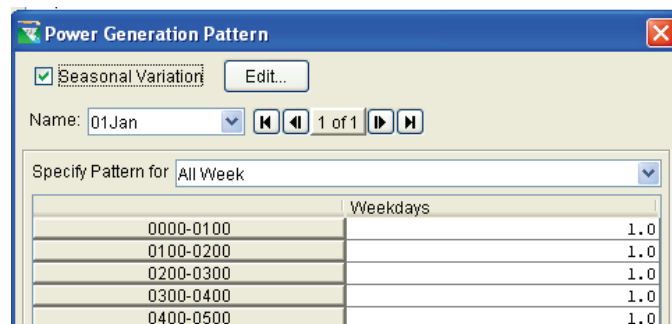 Power Generation Pattern
Seasonal Variation Edit...
Name: 01Jan 1 of 1
Specify Pattern for All Week
Weekdays
0000-0100 1.0
0100-0200 1.0
0200-0300 1.0
0300-0400 1.0
0400-0500 1.0